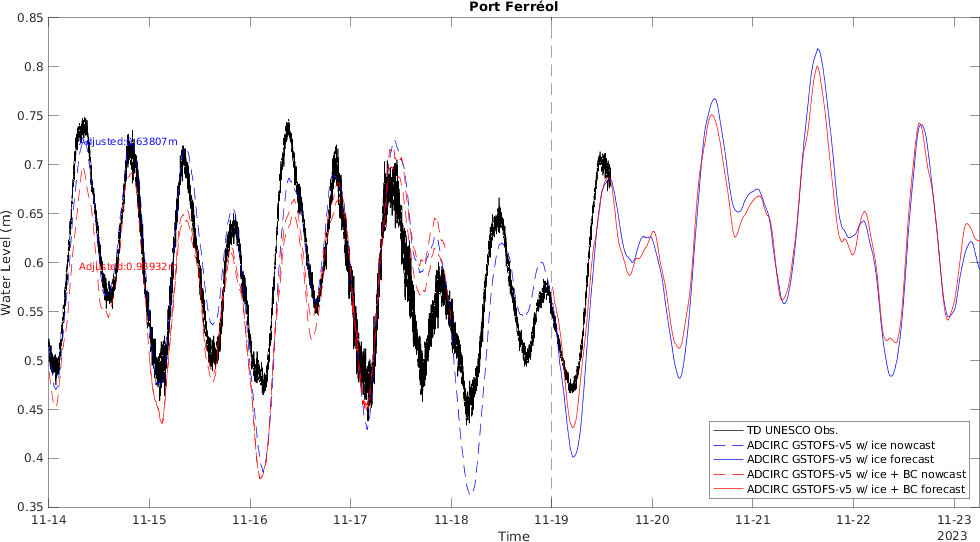 Port Ferréol
0.85
0.8
0.75
0.7
0.65
0.6
0.55
0.5
0.45
0.4
0.35
Water Level (m)
Adjusted:
TD UNESCO Obs.
ADCIRC GSTOFS-v5 w/ ice nowcast
ADCIRC GSTOFS-v5 w/ ice forecast
ADCIRC GSTOFS-v5 w/ ice + BC nowcast
ADCIRC GSTOFS-v5 w/ ice + BC forecast
11-14 11-15 11-16 11-17 11-18 11-19 11-20 11-21 11-22 11-23
2023
Time